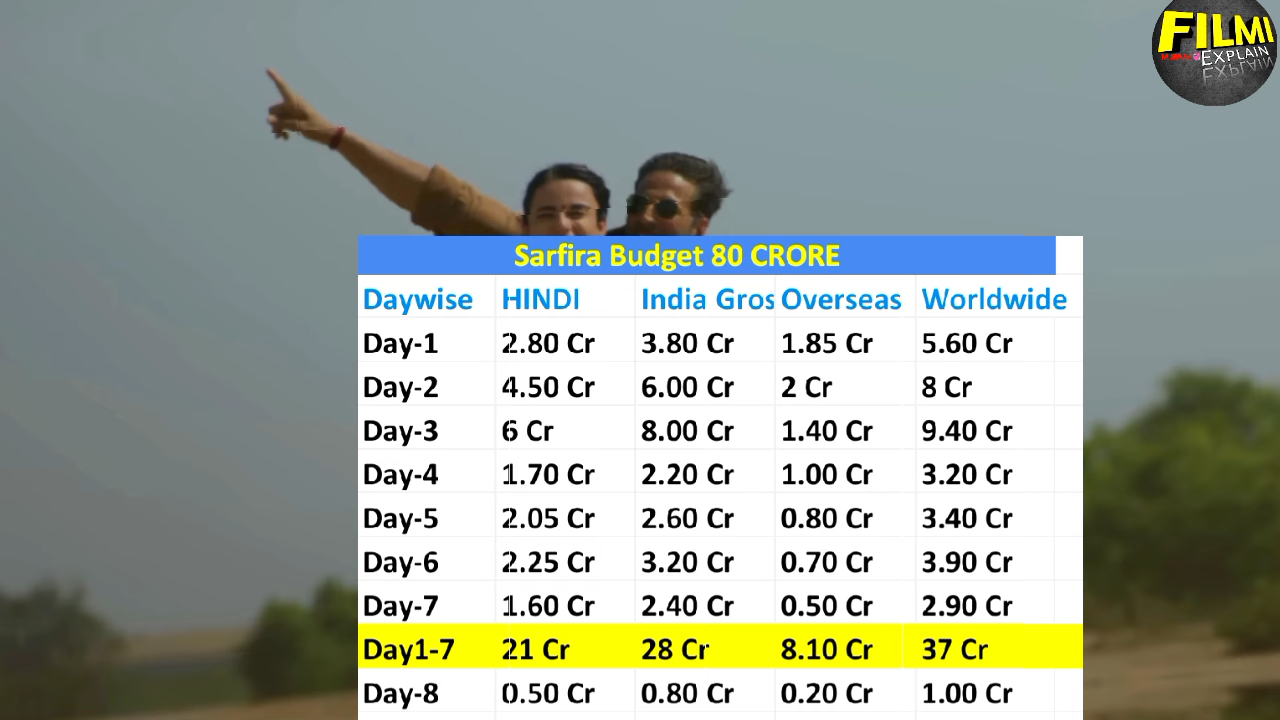 FILMI
EXPLAIN
Sarfira Budget 80 CRORE
Daywise HINDI India Gros Overseas Worldwide
Day-1 2.80 Cr 3.80 Cr 1.85 Cr 5.60 Cr
Day-2 4.50 Cr 6.00 Cr 2 Cr 8 Cr
Day-3 6 Cr 8.00 Cr 1.40 Cr 9.40 Cr
Day-4 1.70 Cr 2.20 Cr 1.00 Cr 3.20 Cr
Day-5 2.05 Cr 2.60 Cr 0.80 Cr 3.40 Cr
Day-6 2.25 Cr 3.20 Cr 0.70 Cr 3.90 Cr
Day-7 1.60 Cr 2.40 Cr 0.50 Cr 2.90 Cr
Day1-7 21 Cr 28 Cr 8.10 Cr 37 Cr
Day-8 0.50 Cr 0.80 Cr 0.20 Cr 1.00 Cr